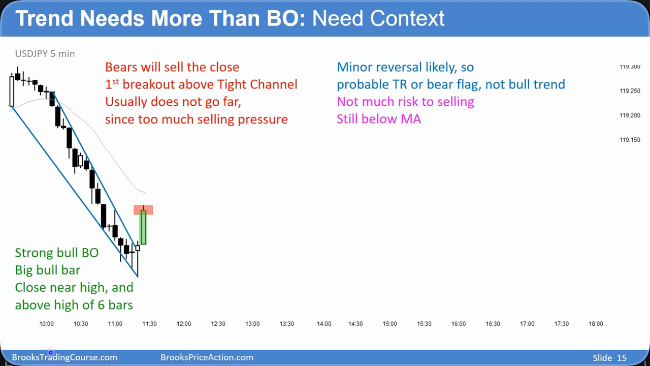 Trend Needs More Than BO: Need Context
USDJPY 5 min
Bears will sell the close
1st breakout above Tight Channel
Usually does not go far,
since too much selling pressure
Minor reversal likely, so
probable TR or bear flag, not bull trend
Not much risk to selling
Still below MA
119.300
119.250
119.200
119.150
Strong bull BO
Big bull bar
Close near high, and
above high of 6 bars
10:00 10:30 11:00 11:30 12:00 12:30 13:00 13:30 14:00 14:30 15:00 15:30 16:00 16:30 17:00 17:30 18:00
BrooksTradingCourse.com BrooksPriceAction.com Slide 15